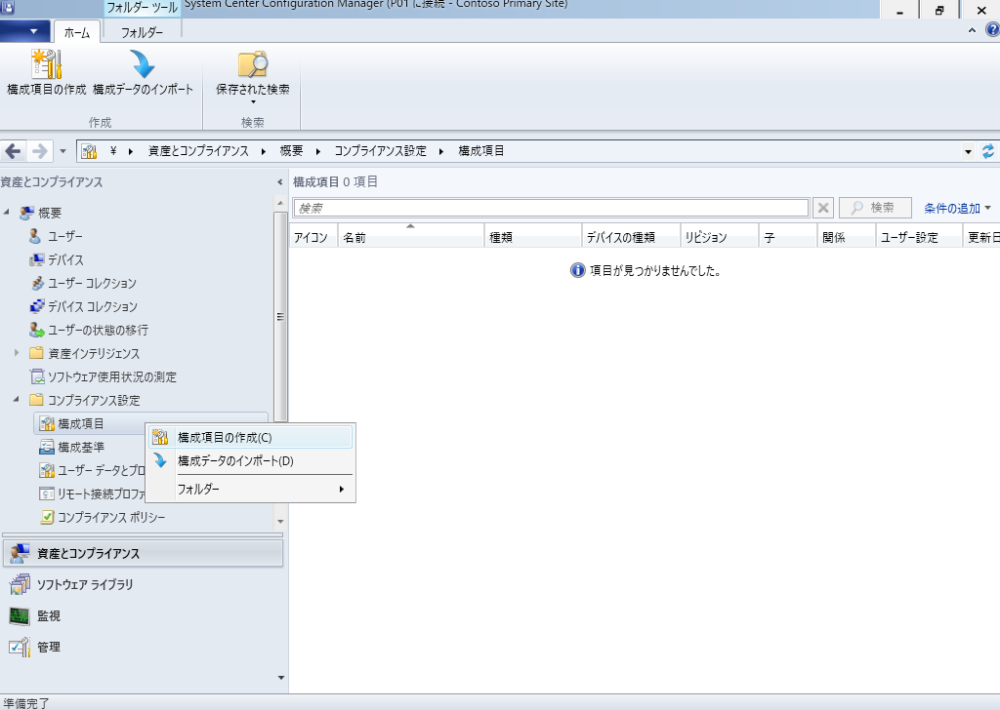 フォルダー ツール System Center Configuration Manager (P01 に接続 - Contoso Primary Site)
ホーム フォルダー
構成項目の作成 構成データのインポート 保存された検索
作成 検索
¥ 資産とコンプライアンス 概要 コンプライアンス設定 構成項目
資産とコンプライアンス
構成項目 0 項目
検索 検索 条件の追加
アイコン 名前 種類 デバイスの種類 リビジョン 子 関係 ユーザー設定 更新日
項目が見つかりませんでした。
概要
ユーザー
デバイス
ユーザー コレクション
デバイス コレクション
ユーザーの状態の移行
資産インテリジェンス
ソフトウェア使用状況の測定
コンプライアンス設定
構成項目
構成基準
ユーザー データとプロ
リモート接続プロファ
コンプライアンス ポリシー
構成項目の作成(C)
構成データのインポート(D)
フォルダー
資産とコンプライアンス
ソフトウェア ライブラリ
監視
管理
準備完了